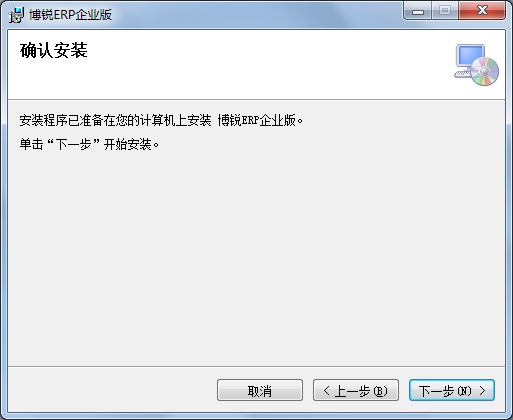 博锐ERP企业版
确认安装
安装程序已准备在您的计算机上安装 博锐ERP企业版。
单击“下一步”开始安装。
取消
< 上一步(B)
下一步(N) >